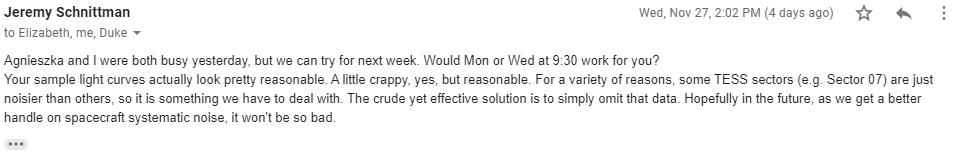 Jeremy Schnittman
Wed, Nov 27, 2:02 PM (4 days ago)
to Elizabeth, me, Duke
Agnieszka and I were both busy yesterday, but we can try for next week. Would Mon or Wed at 9:30 work for you?
Your sample light curves actually look pretty reasonable. A little crappy, yes, but reasonable. For a variety of reasons, some TESS sectors (e.g. Sector 07) are just
noisier than others, so it is something we have to deal with. The crude yet effective solution is to simply omit that data. Hopefully in the future, as we get a better
handle on spacecraft systematic noise, it won't be so bad.